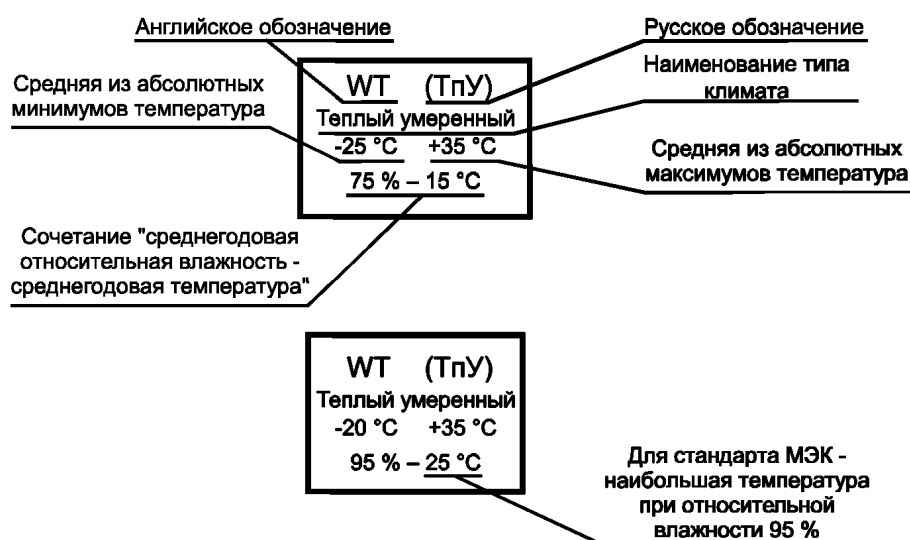 Английское обозначение
Русское обозначение
Средняя из абсолютных
минимумов температура
WT (ТпУ)
Теплый умеренный
-25 °С +35 °С
75 % – 15 °С
Наименование типа
климата
Средняя из абсолютных
максимумов температура
Сочетание "среднегодовая
относительная влажность -
среднегодовая температура"
WT (ТпУ)
Теплый умеренный
-20 °С +35 °С
95 % – 25 °С
Для стандарта МЭК -
наибольшая температура
при относительной
влажности 95 %